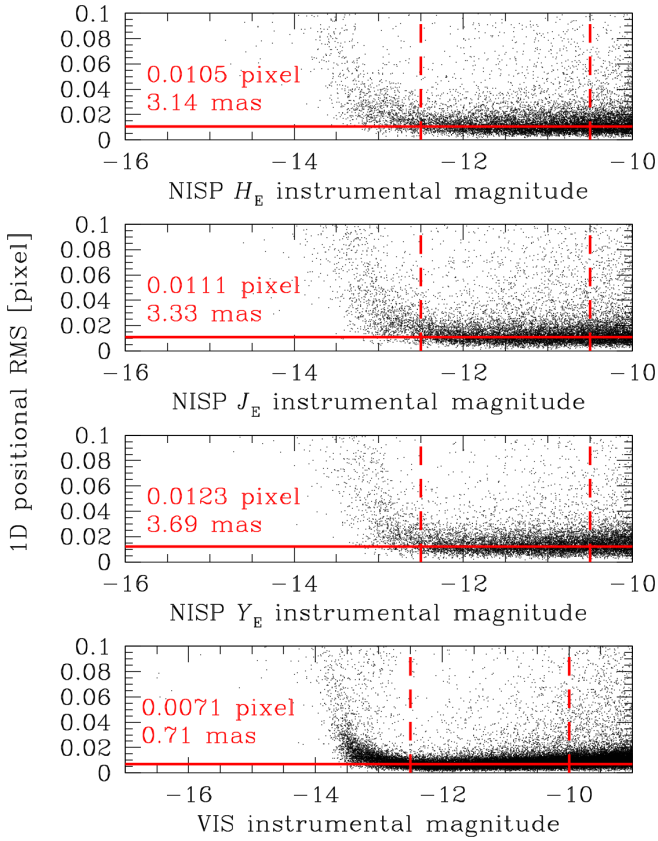 1D positional RMS [pixel]
0.1
0.08
0.06
0.04
0.02
0
0.0105 pixel
3.14 mas
−16 −14 −12 −10
NISP H_E instrumental magnitude
0.1
0.08
0.06
0.04
0.02
0
0.0111 pixel
3.33 mas
−16 −14 −12 −10
NISP J_E instrumental magnitude
0.1
0.08
0.06
0.04
0.02
0
0.0123 pixel
3.69 mas
−16 −14 −12 −10
NISP Y_E instrumental magnitude
0.1
0.08
0.06
0.04
0.02
0
0.0071 pixel
0.71 mas
−16 −14 −12 −10
VIS instrumental magnitude